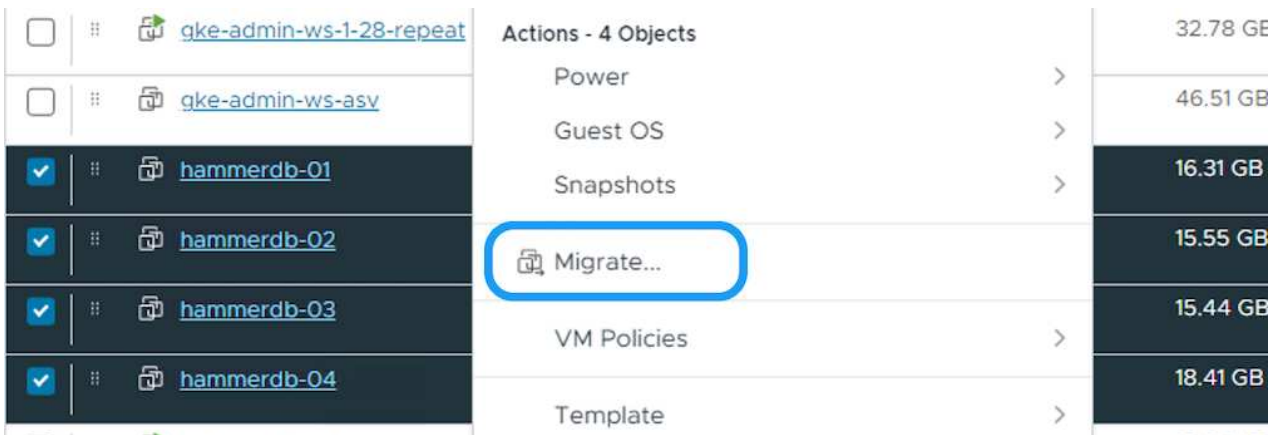 gke-admin-ws-1-28-repeat
Actions - 4 Objects
32.78 GB
Power
gke-admin-ws-asv
46.51 GB
Guest OS
hammerdb-01
Snapshots
16.31 GB
hammerdb-02
Migrate...
15.55 GB
hammerdb-03
VM Policies
15.44 GB
hammerdb-04
Template
18.41 GB